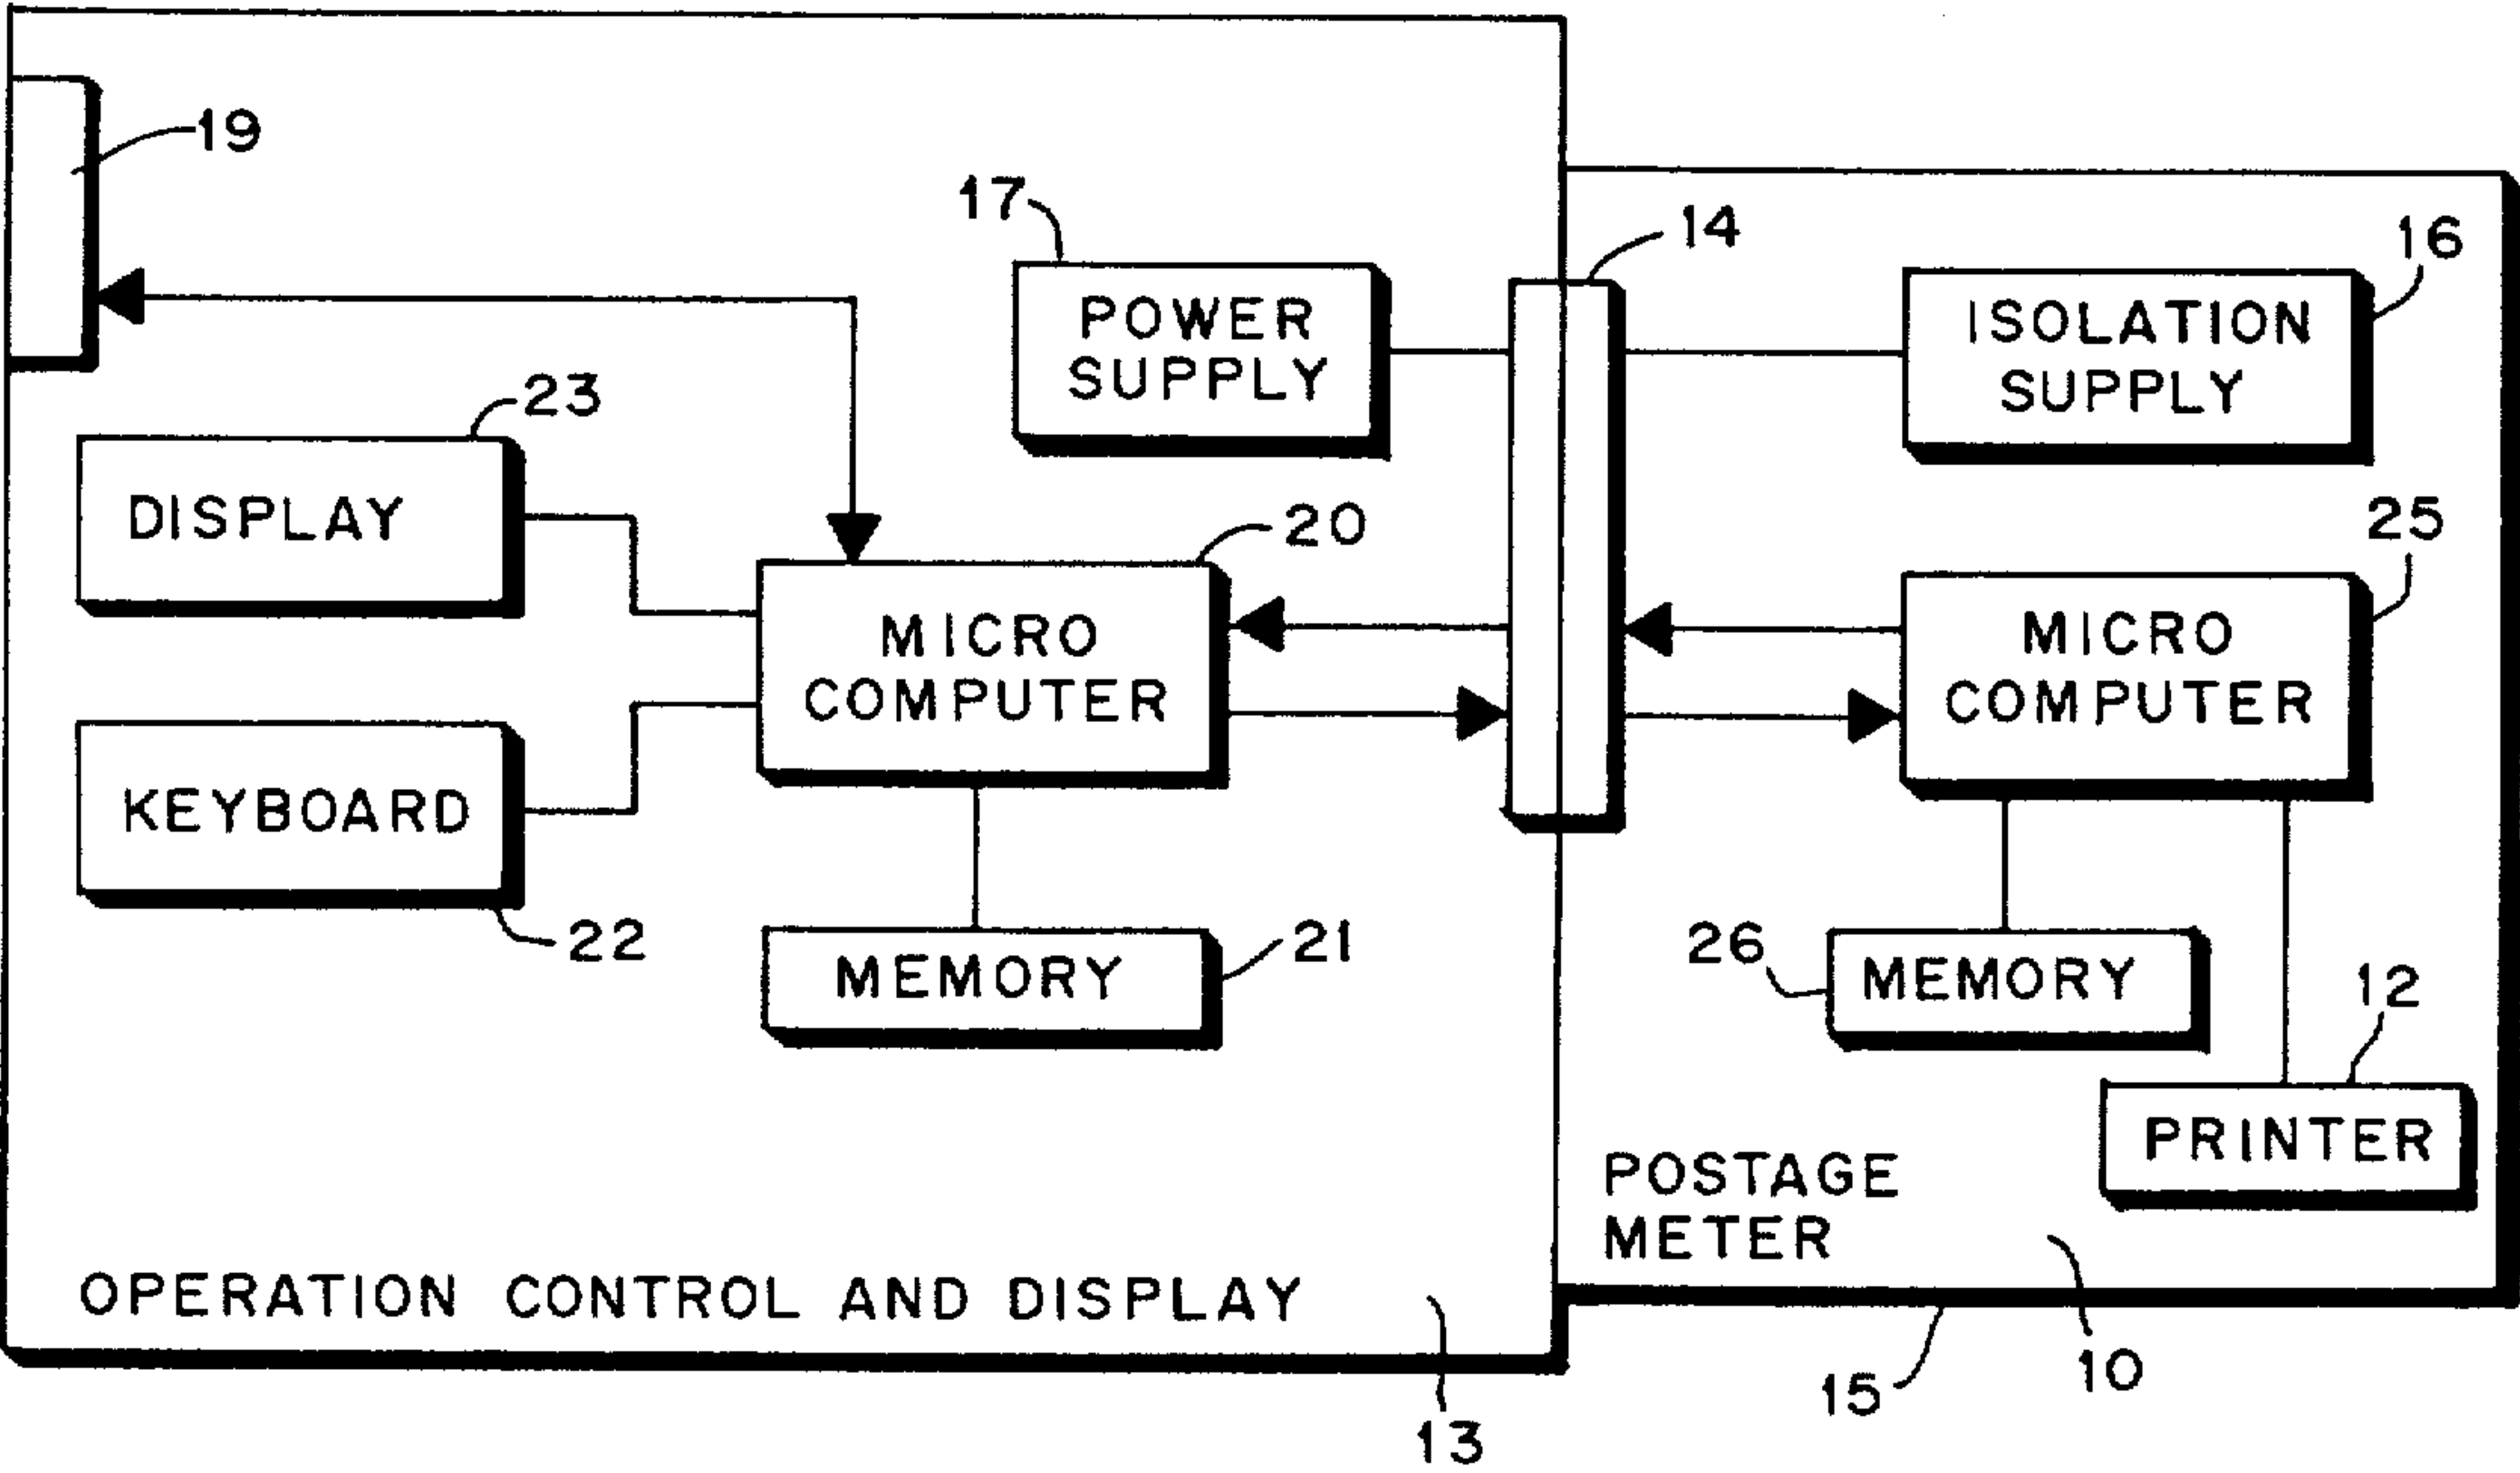 19
17
14
16
POWER
SUPPLY
ISOLATION
SUPPLY
23
DISPLAY
20
25
MICRO
COMPUTER
MICRO
COMPUTER
KEYBOARD
22
21
MEMORY
26
MEMORY
12
PRINTER
POSTAGE
METER
OPERATION CONTROL AND DISPLAY
10
15
13